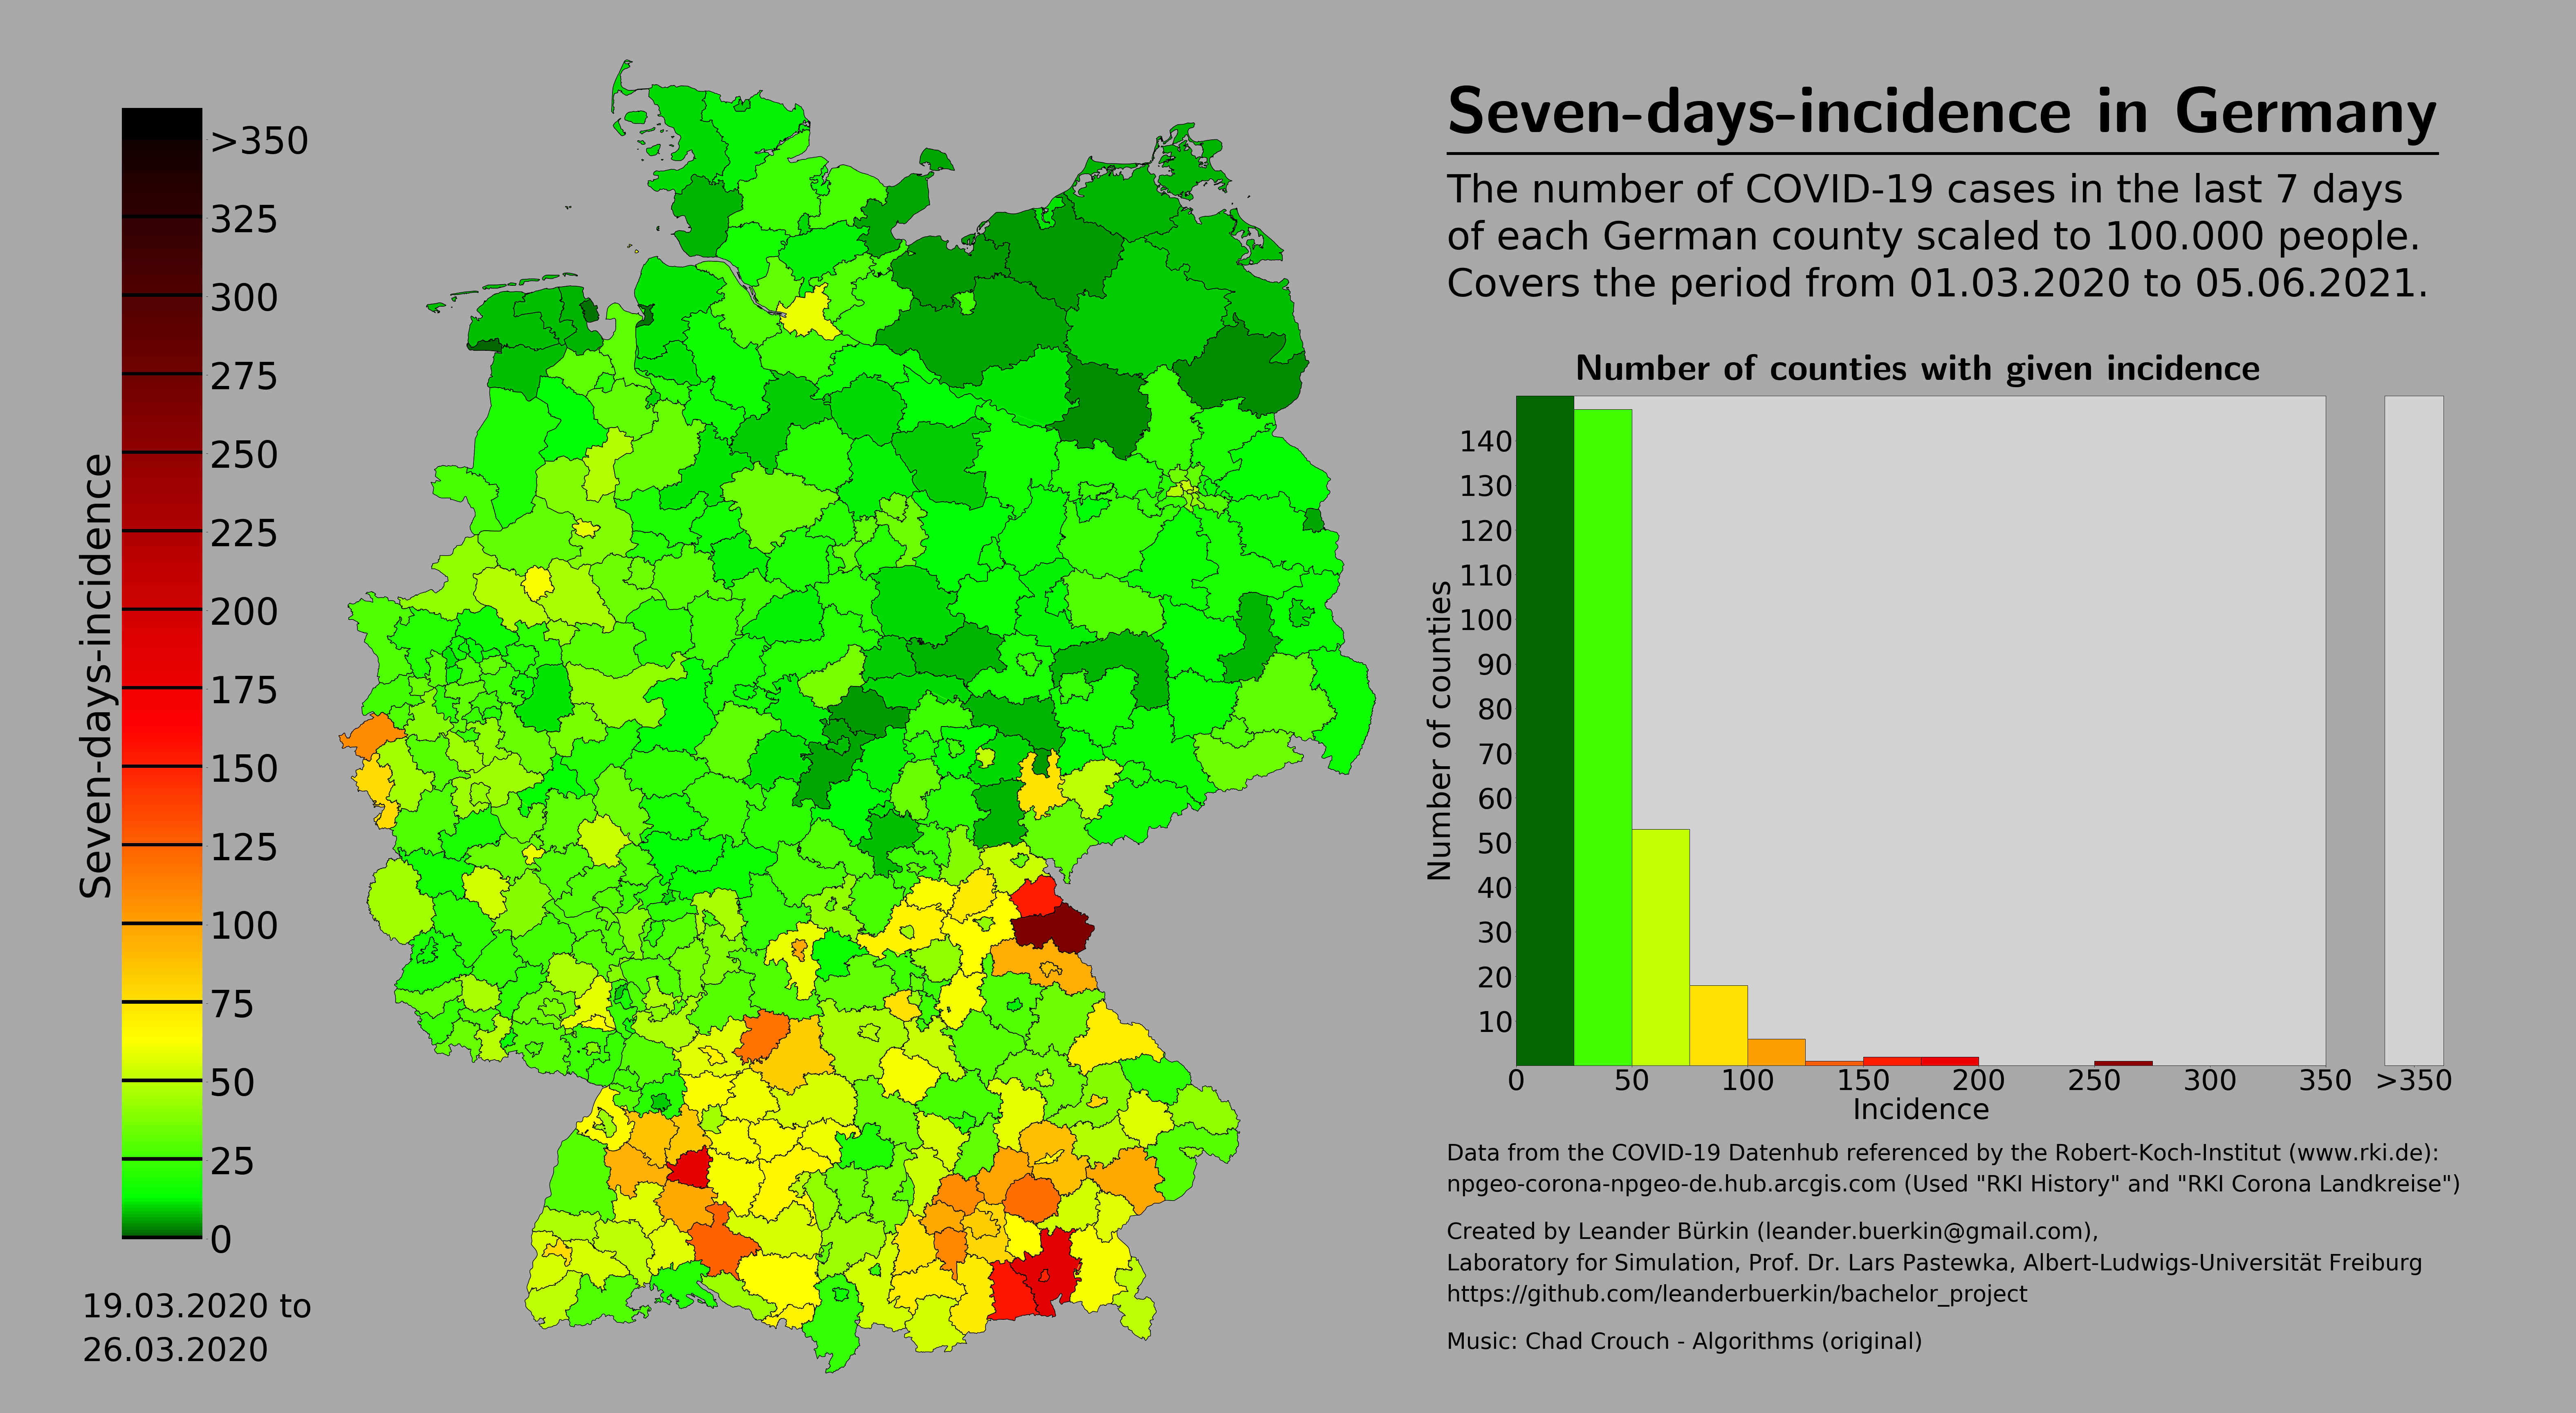 Seven-days-incidence in Germany
The number of COVID-19 cases in the last 7 days
of each German county scaled to 100.000 people.
Covers the period from 01.03.2020 to 05.06.2021.
Seven-days-incidence
>350
325
300
275
250
225
200
175
150
125
100
75
50
25
0
19.03.2020 to
26.03.2020
Number of counties with given incidence
Number of counties
140
130
120
110
100
90
80
70
60
50
40
30
20
10
0 50 100 150 200 250 300 350 >350
Incidence
Data from the COVID-19 Datenhub referenced by the Robert-Koch-Institut (www.rki.de):
npgeo-corona-npgeo-de.hub.arcgis.com (Used "RKI History" and "RKI Corona Landkreise")
Created by Leander Bürkin (leander.buerkin@gmail.com),
Laboratory for Simulation, Prof. Dr. Lars Pastewka, Albert-Ludwigs-Universität Freiburg
https://github.com/leanderbuerkin/bachelor_project
Music: Chad Crouch - Algorithms (original)